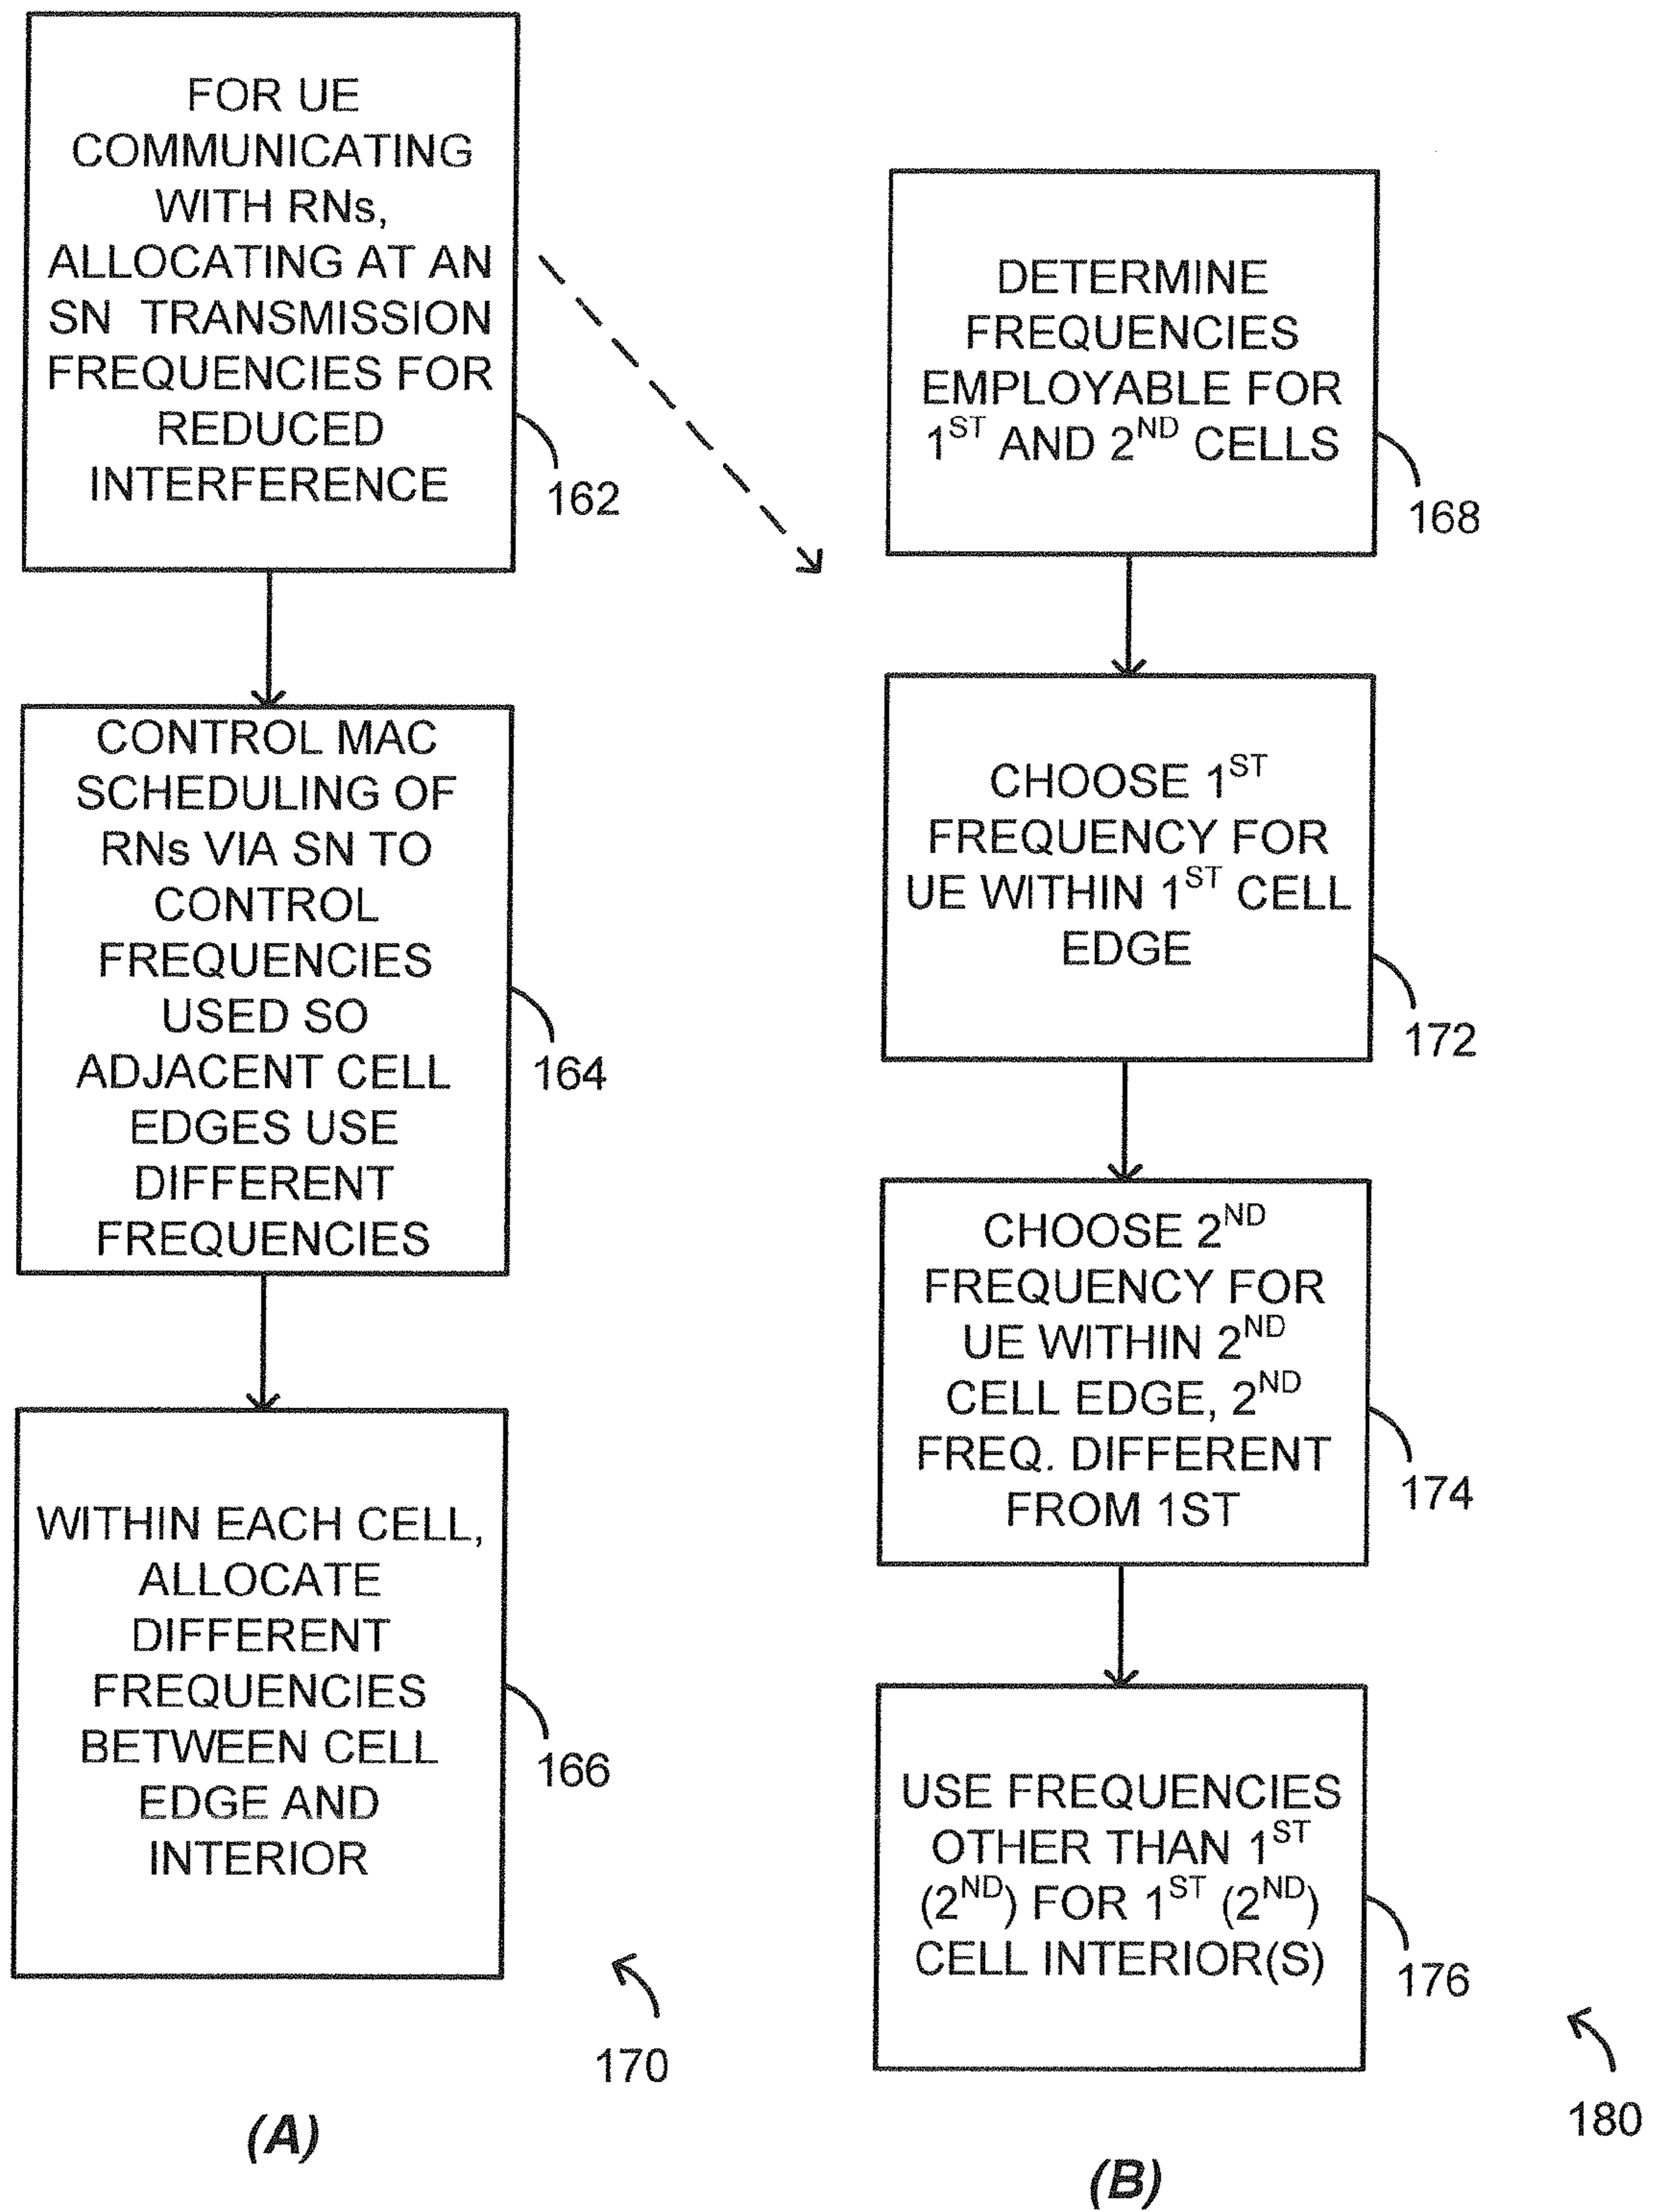 FOR UE
COMMUNICATING
WITH RNs,
ALLOCATING AT AN
SN TRANSMISSION
FREQUENCIES FOR
REDUCED
INTERFERENCE
162
CONTROL MAC
SCHEDULING OF
RNs VIA SN TO
CONTROL
FREQUENCIES
USED SO
ADJACENT CELL
EDGES USE
DIFFERENT
FREQUENCIES
164
WITHIN EACH CELL,
ALLOCATE
DIFFERENT
FREQUENCIES
BETWEEN CELL
EDGE AND
INTERIOR
166
170
(A)
DETERMINE
FREQUENCIES
EMPLOYABLE FOR
1ST AND 2ND CELLS
168
CHOOSE 1ST
FREQUENCY FOR
UE WITHIN 1ST CELL
EDGE
172
CHOOSE 2ND
FREQUENCY FOR
UE WITHIN 2ND
CELL EDGE, 2ND
FREQ. DIFFERENT
FROM 1ST
174
USE FREQUENCIES
OTHER THAN 1ST
(2ND) FOR 1ST (2ND)
CELL INTERIOR(S)
176
180
(B)